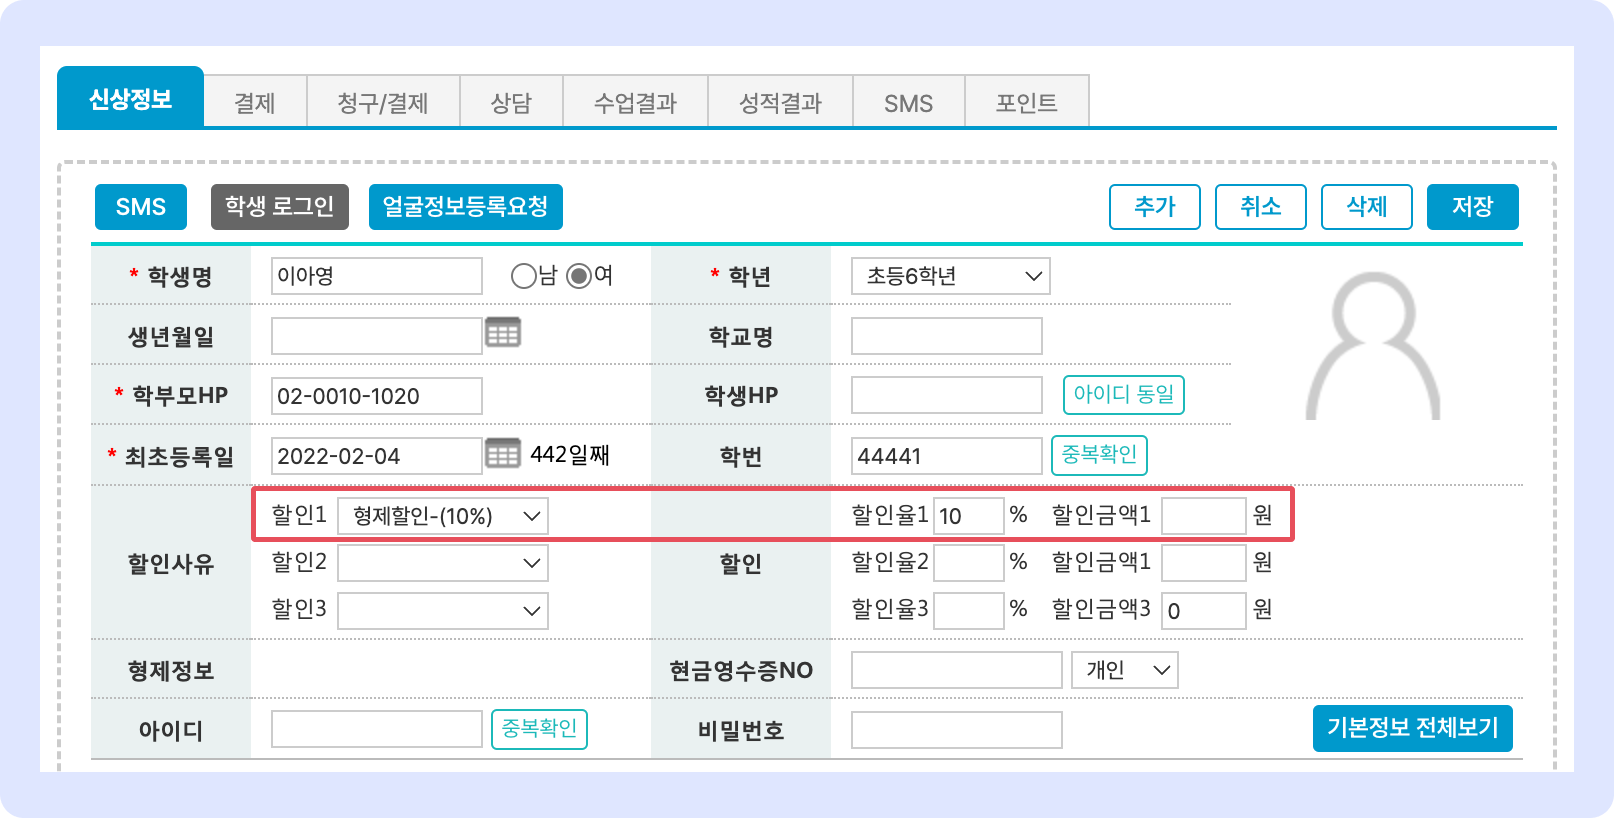 신상정보 결제 청구/결제 상담 수업결과 성적결과 SMS 포인트
SMS 학생 로그인 얼굴정보등록요청 추가 취소 삭제 저장
* 학생명 이아영 남 여 * 학년 초등6학년
생년월일 학교명
* 학부모HP 02-0010-1020 학생HP 아이디 동일
* 최초등록일 2022-02-04 442일째 학번 44441 중복확인
할인1 형제할인-(10%) 할인율1 10 % 할인금액1 원
할인사유 할인2 할인 할인율2 % 할인금액1 원
할인3 할인율3 % 할인금액3 0 원
형제정보 현금영수증NO 개인
아이디 중복확인 비밀번호 기본정보 전체보기